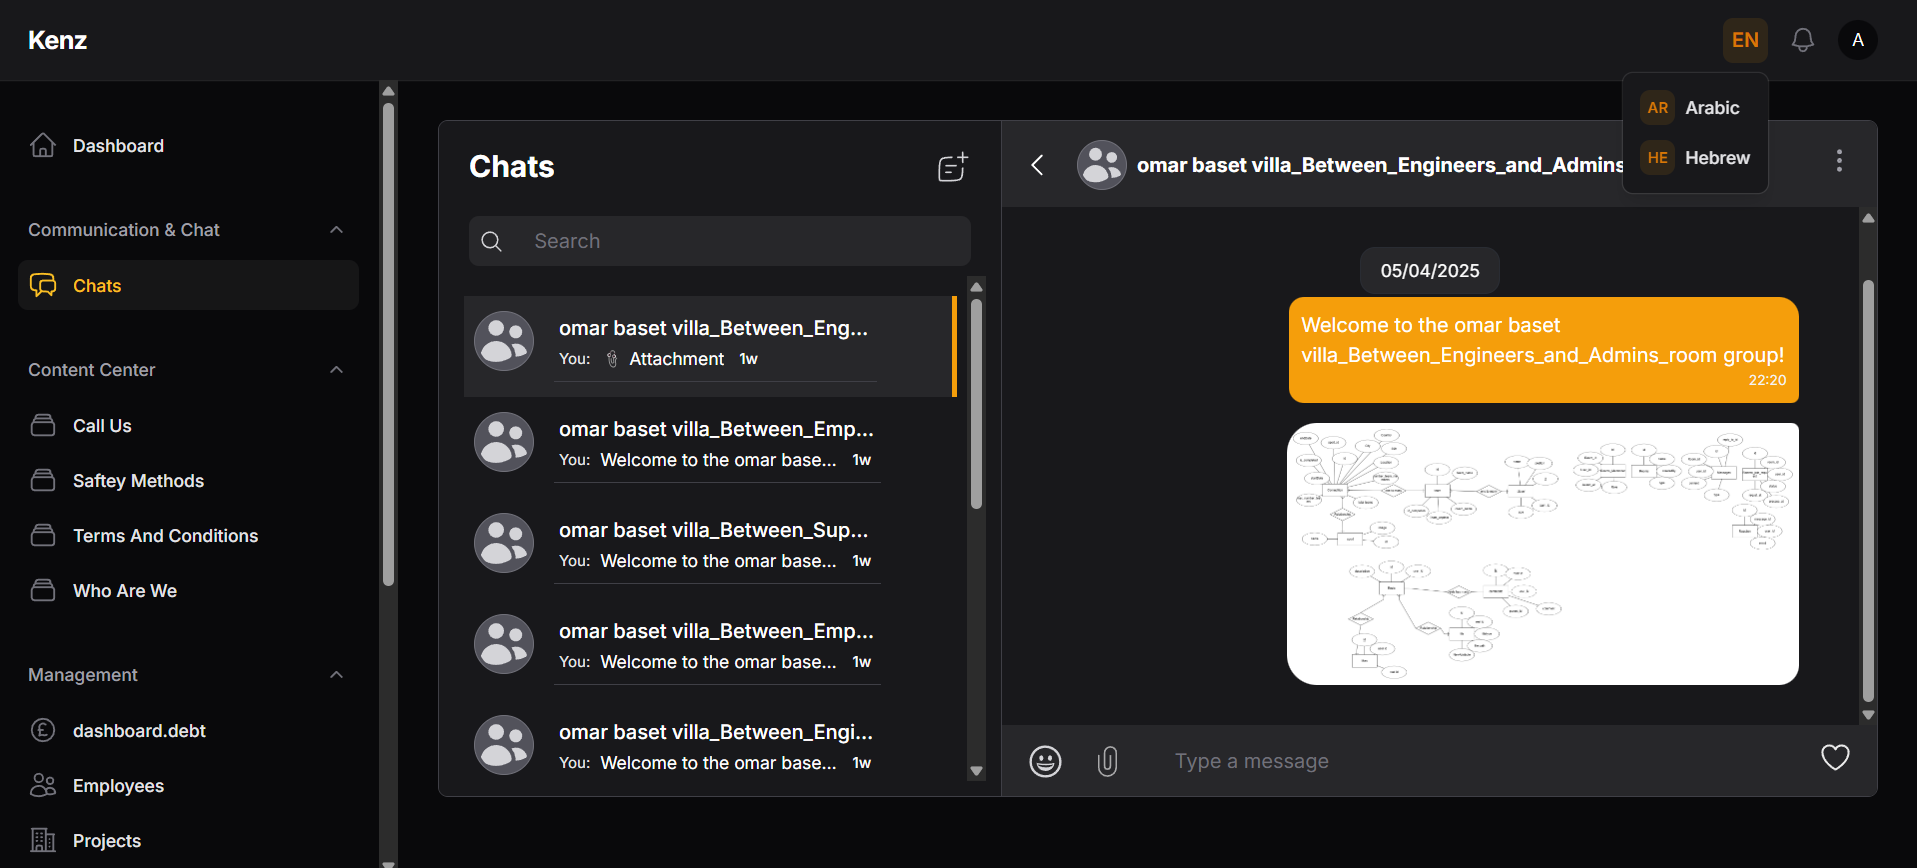 Kenz
EN
A
AR Arabic
HE Hebrew
Dashboard
Communication & Chat
Chats
Content Center
Call Us
Saftey Methods
Terms And Conditions
Who Are We
Management
dashboard.debt
Employees
Projects
Chats
Search
omar baset villa_Between_Eng...
You: Attachment 1w
omar baset villa_Between_Emp...
You: Welcome to the omar base... 1w
omar baset villa_Between_Sup...
You: Welcome to the omar base... 1w
omar baset villa_Between_Emp...
You: Welcome to the omar base... 1w
omar baset villa_Between_Engi...
You: Welcome to the omar base... 1w
omar baset villa_Between_Engineers_and_Admins
05/04/2025
Welcome to the omar baset
villa_Between_Engineers_and_Admins_room group!
22:20
Type a message